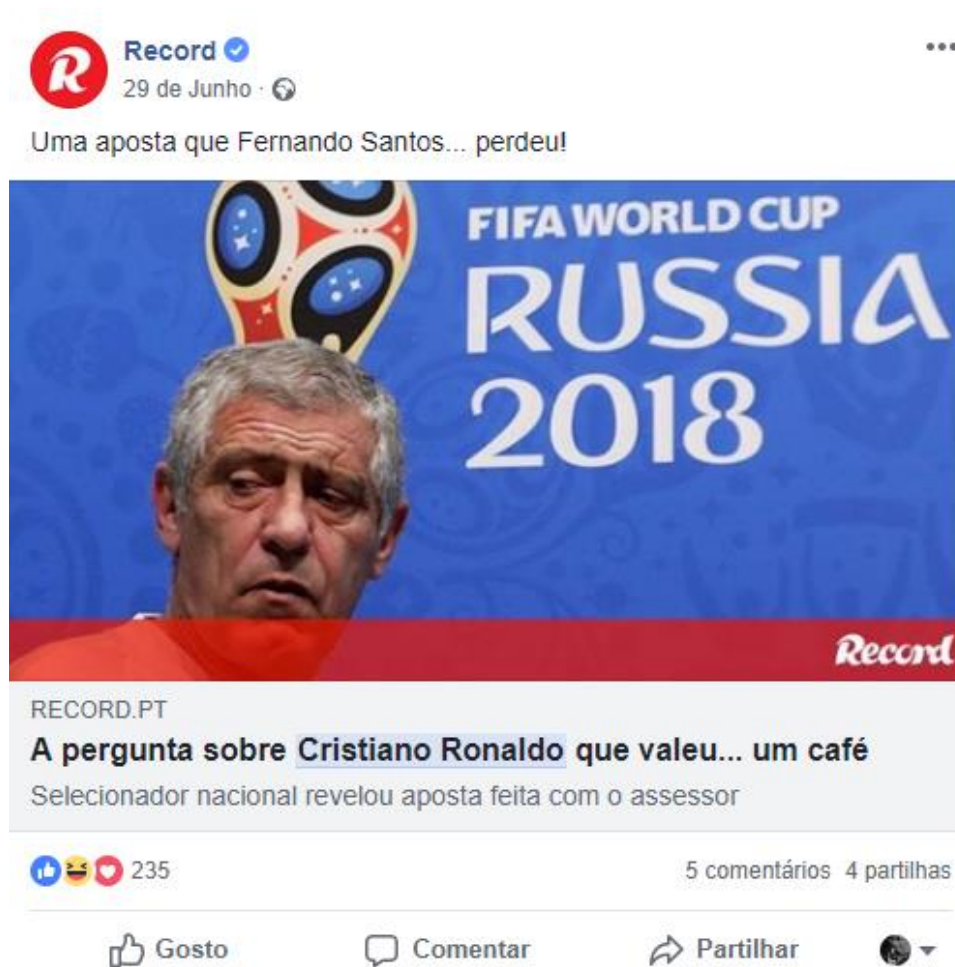 Record
29 de Junho ·
Uma aposta que Fernando Santos... perdeu!
FIFA WORLD CUP
RUSSIA
2018
Record
RECORD.PT
A pergunta sobre Cristiano Ronaldo que valeu... um café
Selecionador nacional revelou aposta feita com o assessor
235 5 comentários 4 partilhas
Gosto Comentar Partilhar